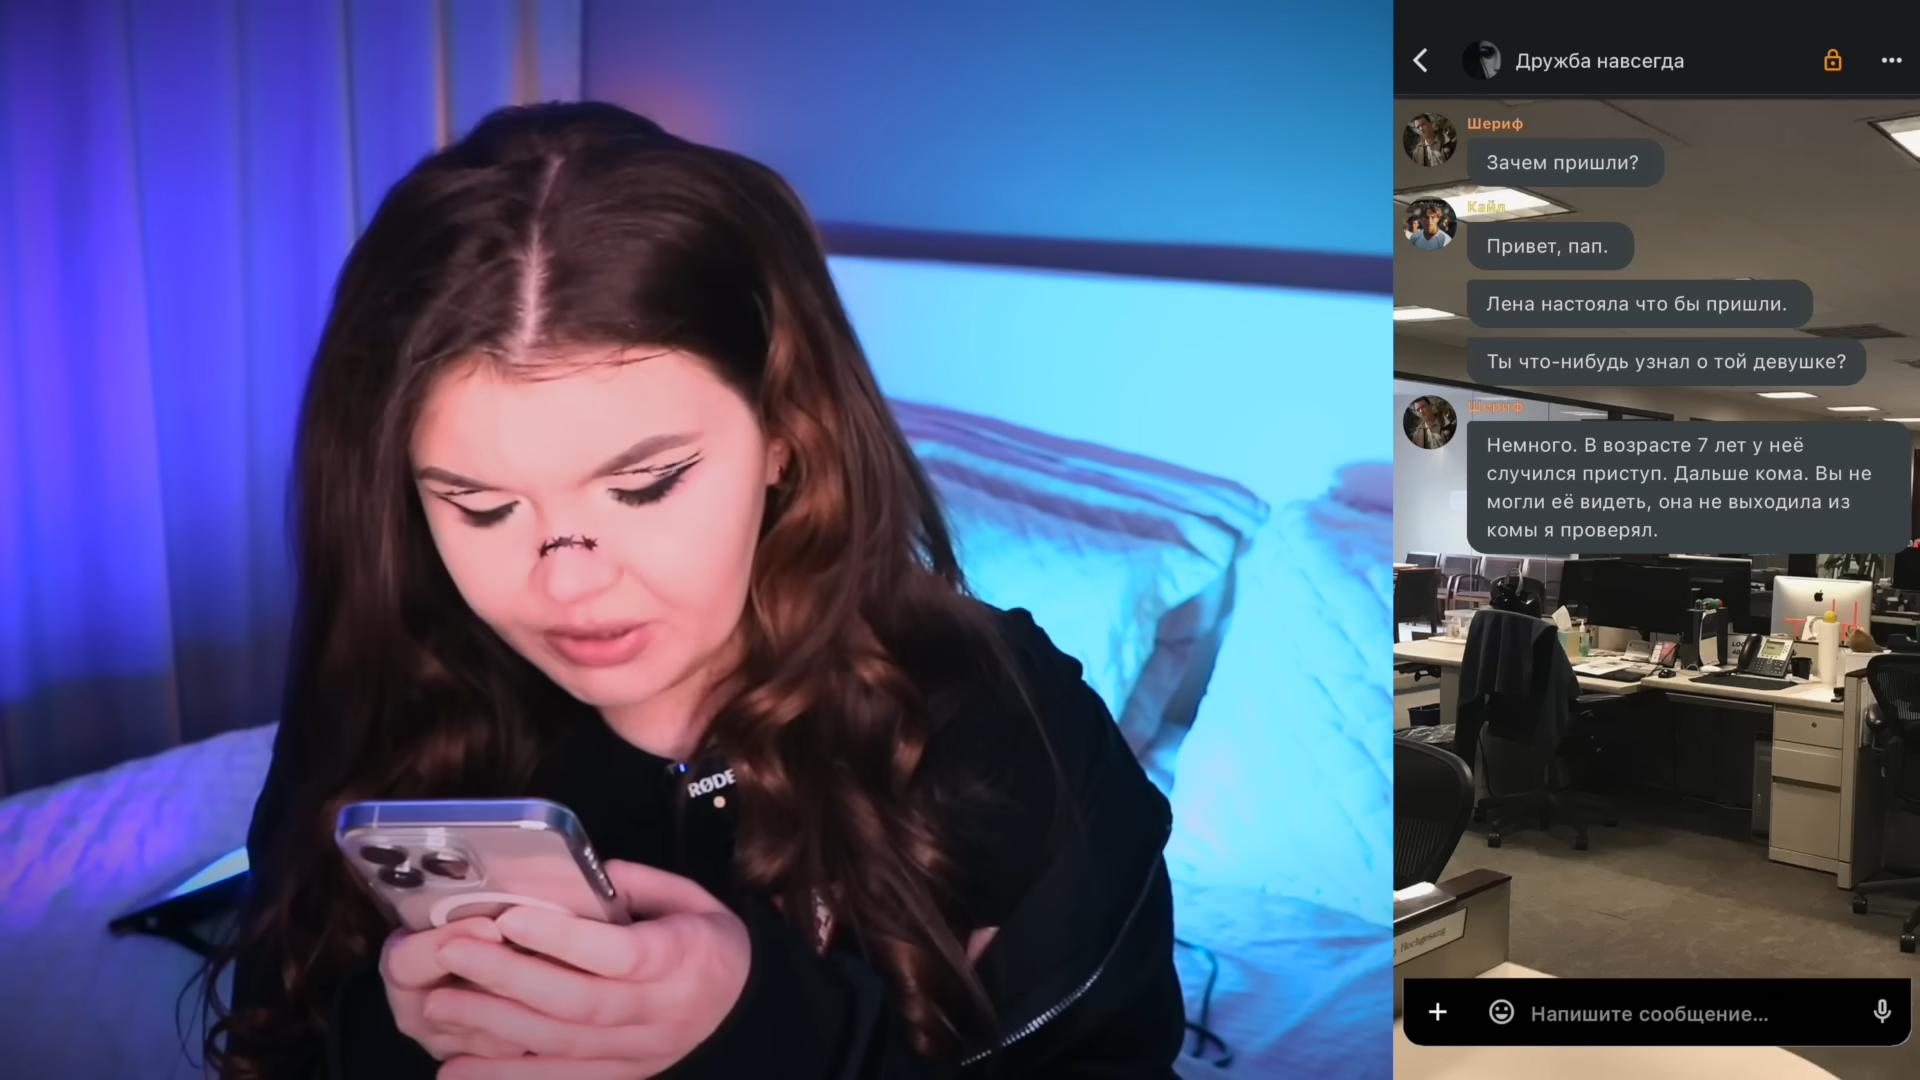 Дружба навсегда
Шериф
Зачем пришли?
Кайл
Привет, пап.
Лена настояла что бы пришли.
Ты что-нибудь узнал о той девушке?
Шериф
Немного. В возрасте 7 лет у неё
случился приступ. Дальше кома. Вы не
могли её видеть, она не выходила из
комы я проверял.
RØDE
Напишите сообщение...